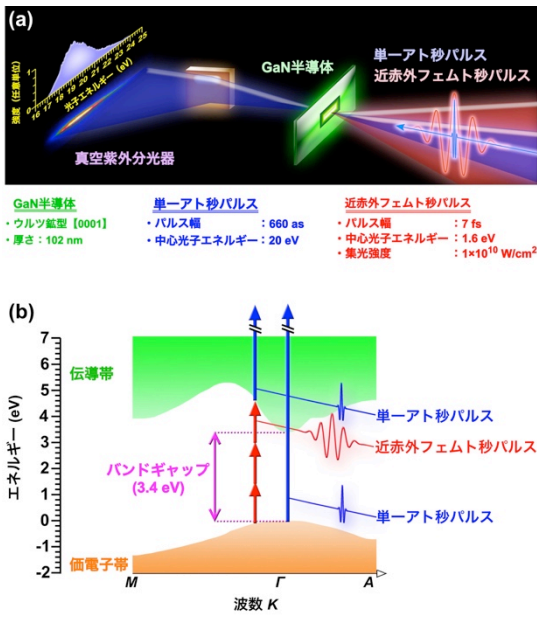 (a)
強度 (任意単位)
1
0
16 17 18 19 20 21 22 23 24 25
光子エネルギー (eV)
真空紫外分光器
GaN半導体
単一アト秒パルス
近赤外フェムト秒パルス
GaN半導体
・ウルツ鉱型【0001】
・厚さ：102 nm
単一アト秒パルス
・パルス幅 ：660 as
・中心光子エネルギー：20 eV
近赤外フェムト秒パルス
・パルス幅 ：7 fs
・中心光子エネルギー：1.6 eV
・集光強度 ：1×10¹⁰ W/cm²
(b)
エネルギー (eV)
7
6
5
4
3
2
1
0
-1
-2
伝導帯
バンドギャップ
(3.4 eV)
価電子帯
単一アト秒パルス
近赤外フェムト秒パルス
単一アト秒パルス
M Γ A
波数 K